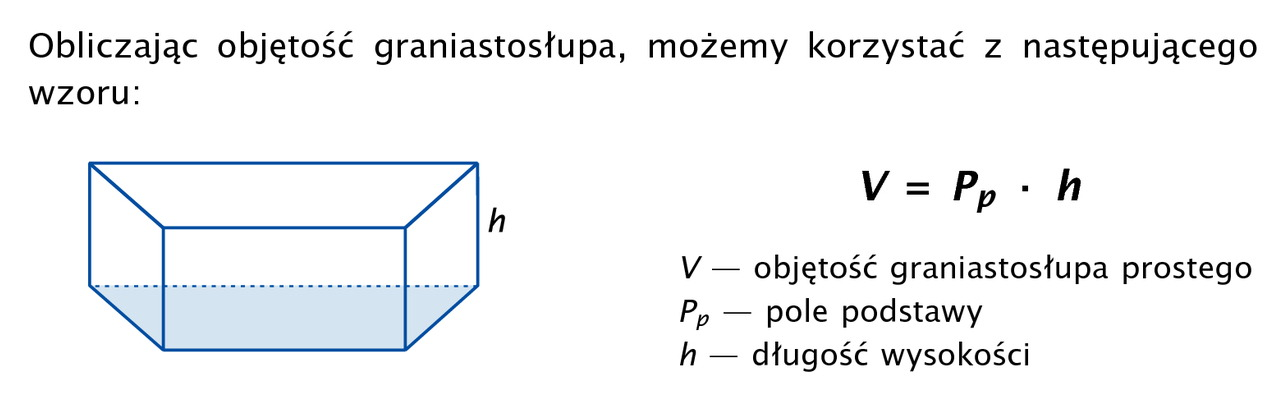 Obliczając objętość graniastosłupa, możemy korzystać z następującego
wzoru:
h
V = Pₚ · h
V — objętość graniastosłupa prostego
Pₚ — pole podstawy
h — długość wysokości